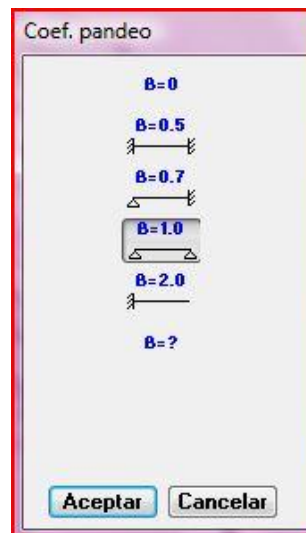 Coef. pandeo
B=0
B=0.5
B=0.7
B=1.0
B=2.0
B=?
Aceptar Cancelar